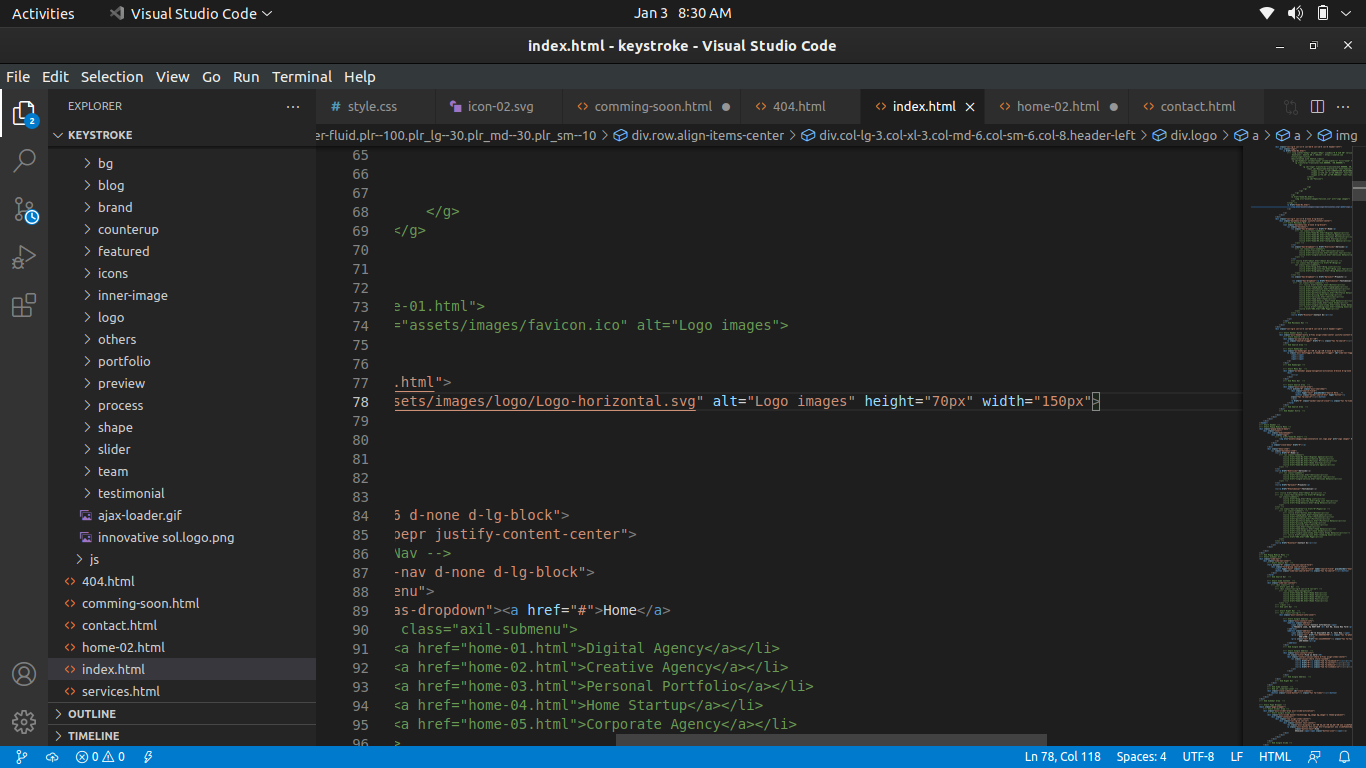 Activities Visual Studio Code Jan 3 8:30 AM
index.html - keystroke - Visual Studio Code
File Edit Selection View Go Run Terminal Help
EXPLORER
style.css icon-02.svg comming-soon.html 404.html index.html home-02.html contact.html
KEYSTROKE
er-fluid.plr--100.plr_lg--30.plr_md--30.plr_sm--10 div.row.align-items-center div.col-lg-3.col-xl-3.col-md-6.col-sm-6.col-8.header-left div.logo a a img
bg
blog
brand
counterup
featured
icons
inner-image
logo
others
portfolio
preview
process
shape
slider
team
testimonial
ajax-loader.gif
innovative sol.logo.png
js
404.html
comming-soon.html
contact.html
home-02.html
index.html
services.html
OUTLINE
TIMELINE
2
65
66
67
68 </g>
69 </g>
70
71
72
73 e-01.html">
74 ="assets/images/favicon.ico" alt="Logo images">
75
76
77 .html">
78 sets/images/logo/Logo-horizontal.svg" alt="Logo images" height="70px" width="150px">
79
80
81
82
83
84 6 d-none d-lg-block">
85 pepr justify-content-center">
86 Nav -->
87 -nav d-none d-lg-block">
88 enu">
89 as-dropdown"><a href="#">Home</a>
90 class="axil-submenu">
91 <a href="home-01.html">Digital Agency</a></li>
92 <a href="home-02.html">Creative Agency</a></li>
93 <a href="home-03.html">Personal Portfolio</a></li>
94 <a href="home-04.html">Home Startup</a></li>
95 <a href="home-05.html">Corporate Agency</a></li>
96 >
0 0 Ln 78, Col 118 Spaces: 4 UTF-8 LF HTML